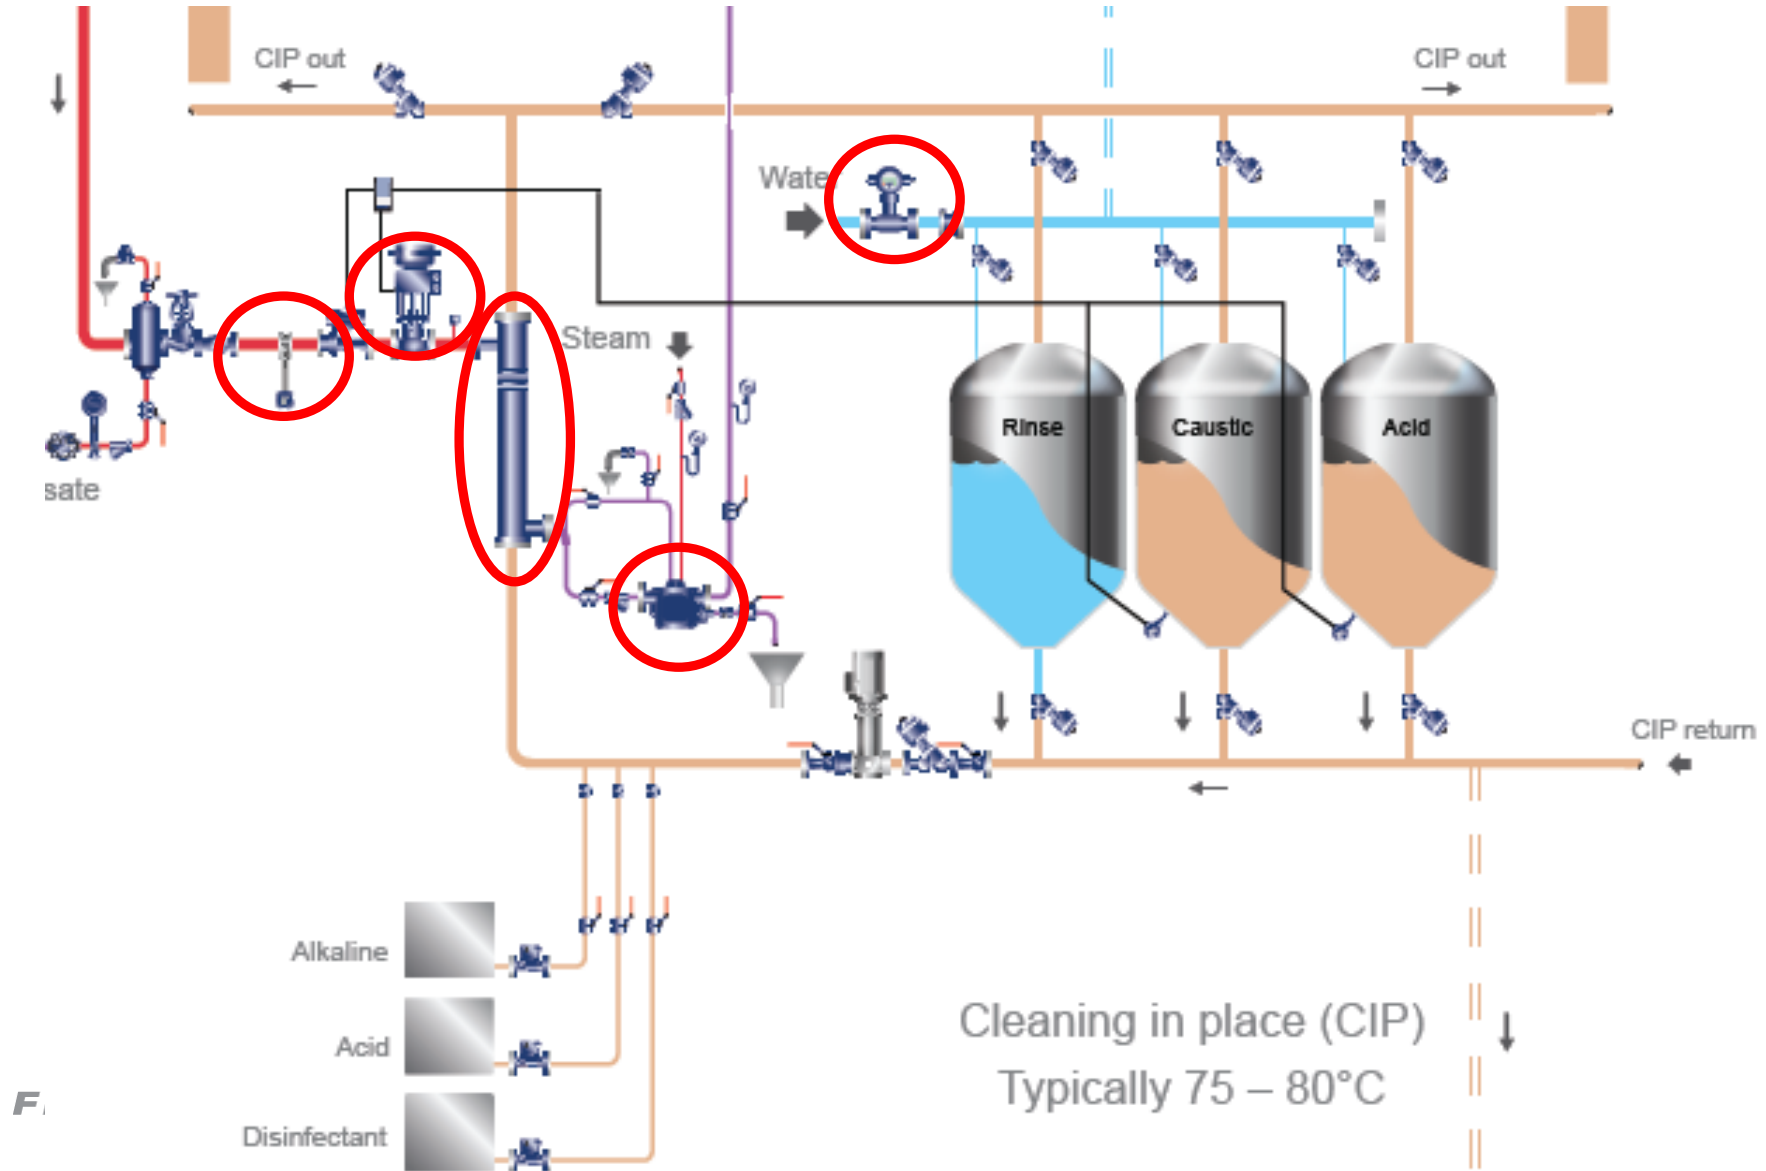 CIP out
CIP out
Water
Steam
sate
Rinse
Caustic
Acid
CIP return
Alkaline
Acid
Disinfectant
Cleaning in place (CIP)
Typically 75 – 80°C